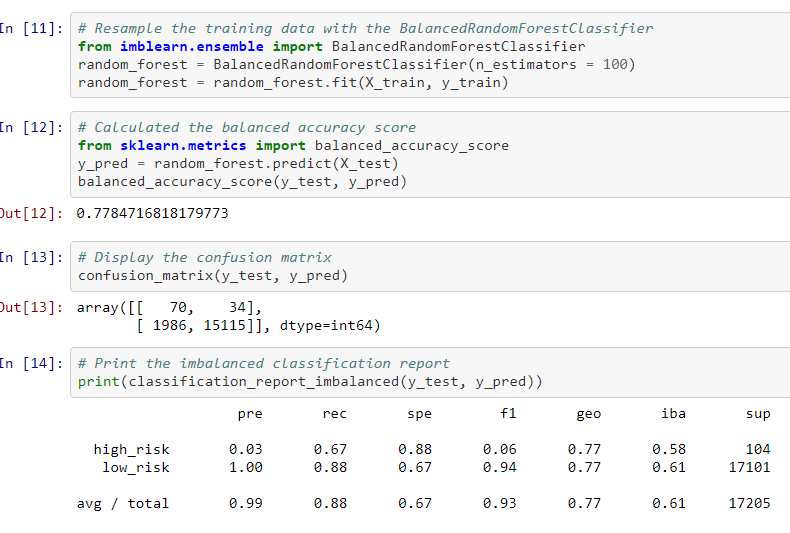 In [11]: # Resample the training data with the BalancedRandomForestClassifier
from imblearn.ensemble import BalancedRandomForestClassifier
random_forest = BalancedRandomForestClassifier(n_estimators = 100)
random_forest = random_forest.fit(X_train, y_train)
In [12]: # Calculated the balanced accuracy score
from sklearn.metrics import balanced_accuracy_score
y_pred = random_forest.predict(X_test)
balanced_accuracy_score(y_test, y_pred)
Out[12]: 0.7784716818179773
In [13]: # Display the confusion matrix
confusion_matrix(y_test, y_pred)
Out[13]: array([[   70,    34],
       [ 1986, 15115]], dtype=int64)
In [14]: # Print the imbalanced classification report
print(classification_report_imbalanced(y_test, y_pred))
pre rec spe f1 geo iba sup
high_risk 0.03 0.67 0.88 0.06 0.77 0.58 104
low_risk 1.00 0.88 0.67 0.94 0.77 0.61 17101
avg / total 0.99 0.88 0.67 0.93 0.77 0.61 17205